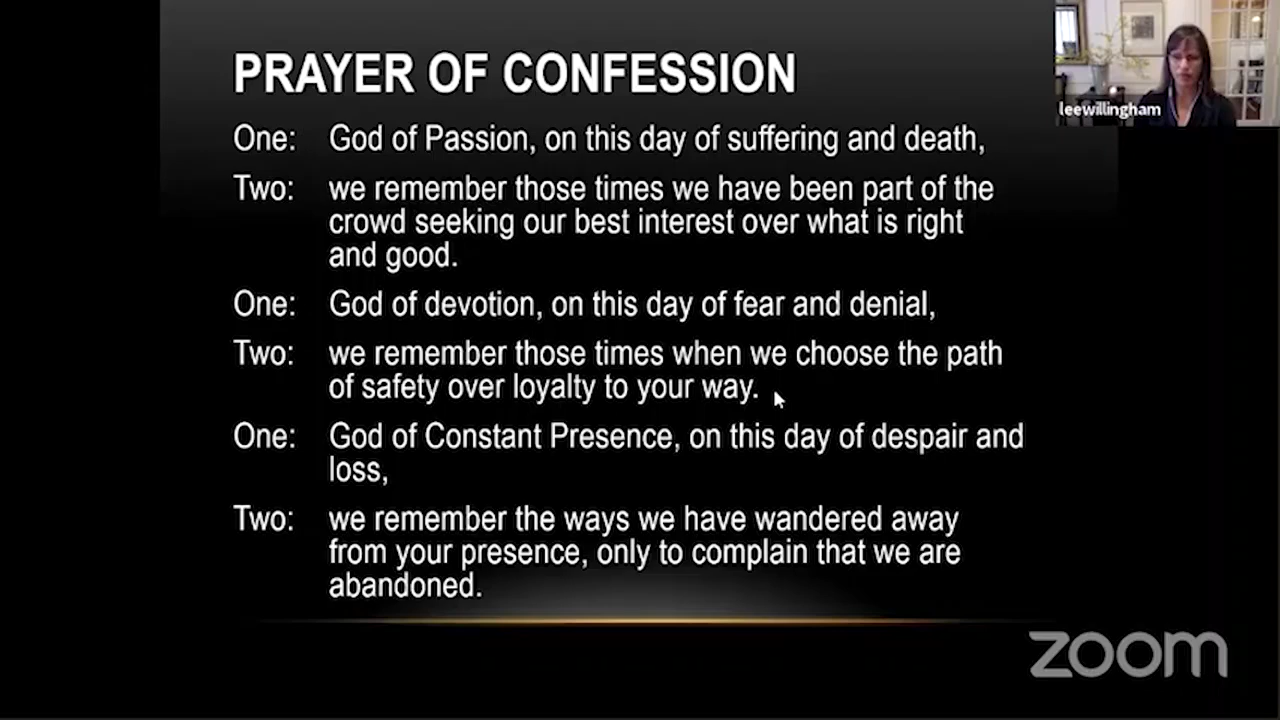 PRAYER OF CONFESSION
leewillingham
One: God of Passion, on this day of suffering and death,
Two: we remember those times we have been part of the
crowd seeking our best interest over what is right
and good.
One: God of devotion, on this day of fear and denial,
Two: we remember those times when we choose the path
of safety over loyalty to your way.
One: God of Constant Presence, on this day of despair and
loss,
Two: we remember the ways we have wandered away
from your presence, only to complain that we are
abandoned.
zoom